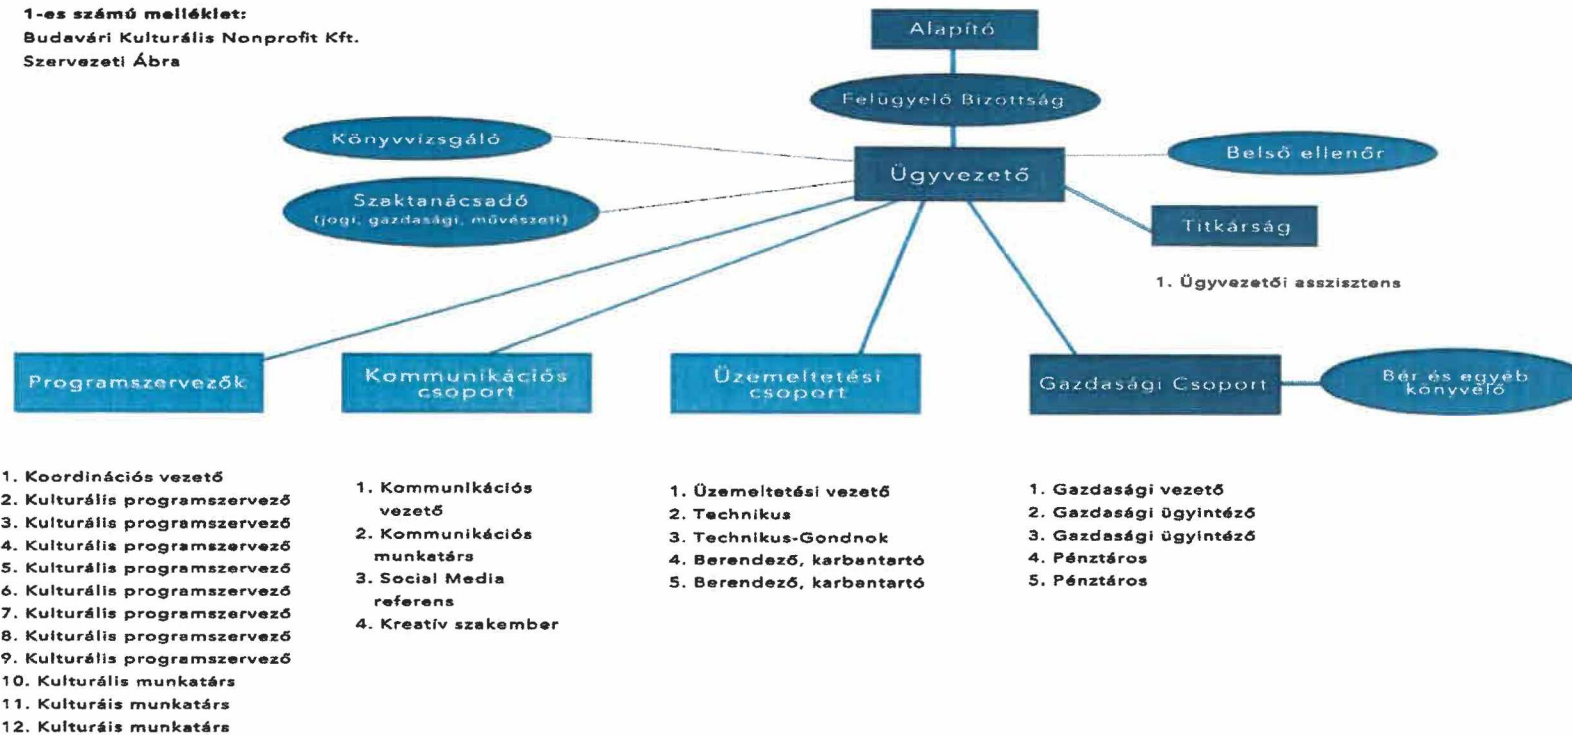 1-es számú melléklet:
Budavári Kulturális Nonprofit Kft.
Szervezeti Ábra
Alapító
Felügyelő Bizottság
Könyvvizsgáló
Ügyvezető
Belső ellenőr
Szaktanácsadó
(jogi, gazdasági, művészeti)
Titkárság
1. Ügyvezetői asszisztens
Programszervezők
Kommunikációs
csoport
Üzemeltetési
csoport
Gazdasági Csoport
Bér és egyéb
könyvelő
1. Koordinációs vezető
2. Kulturális programszervező
3. Kulturális programszervező
4. Kulturális programszervező
5. Kulturális programszervező
6. Kulturális programszervező
7. Kulturális programszervező
8. Kulturális programszervező
9. Kulturális programszervező
10. Kulturális munkatárs
11. Kulturáis munkatárs
12. Kulturáis munkatárs
1. Kommunikációs
vezető
2. Kommunikációs
munkatárs
3. Social Media
referens
4. Kreatív szakember
1. Üzemeltetési vezető
2. Technikus
3. Technikus-Gondnok
4. Berendező, karbantartó
5. Berendező, karbantartó
1. Gazdasági vezető
2. Gazdasági ügyintéző
3. Gazdasági ügyintéző
4. Pénztáros
5. Pénztáros